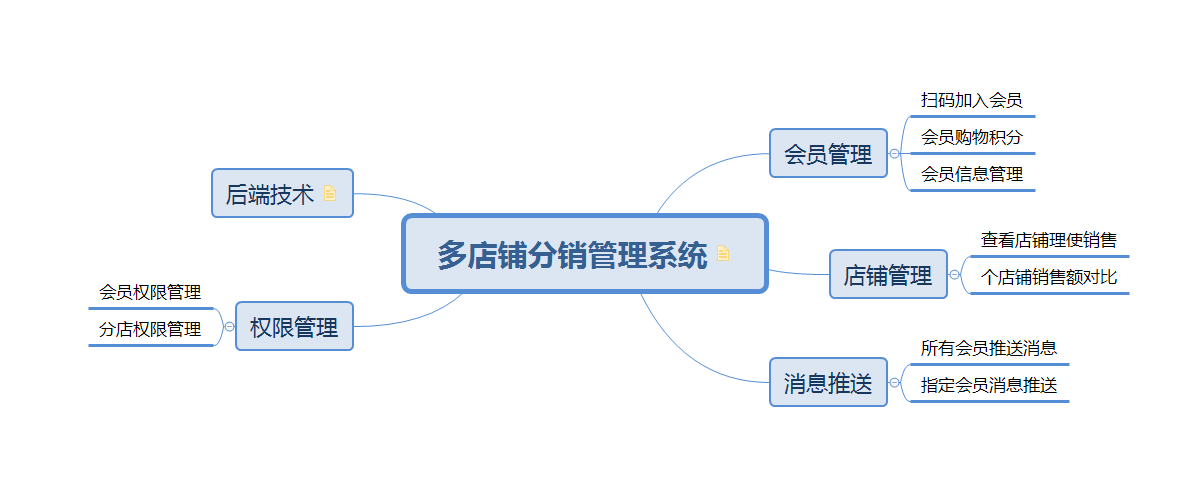 多店铺分销管理系统
会员管理
扫码加入会员
会员购物积分
会员信息管理
店铺管理
查看店铺理使销售
个店铺销售额对比
消息推送
所有会员推送消息
指定会员消息推送
后端技术
权限管理
会员权限管理
分店权限管理